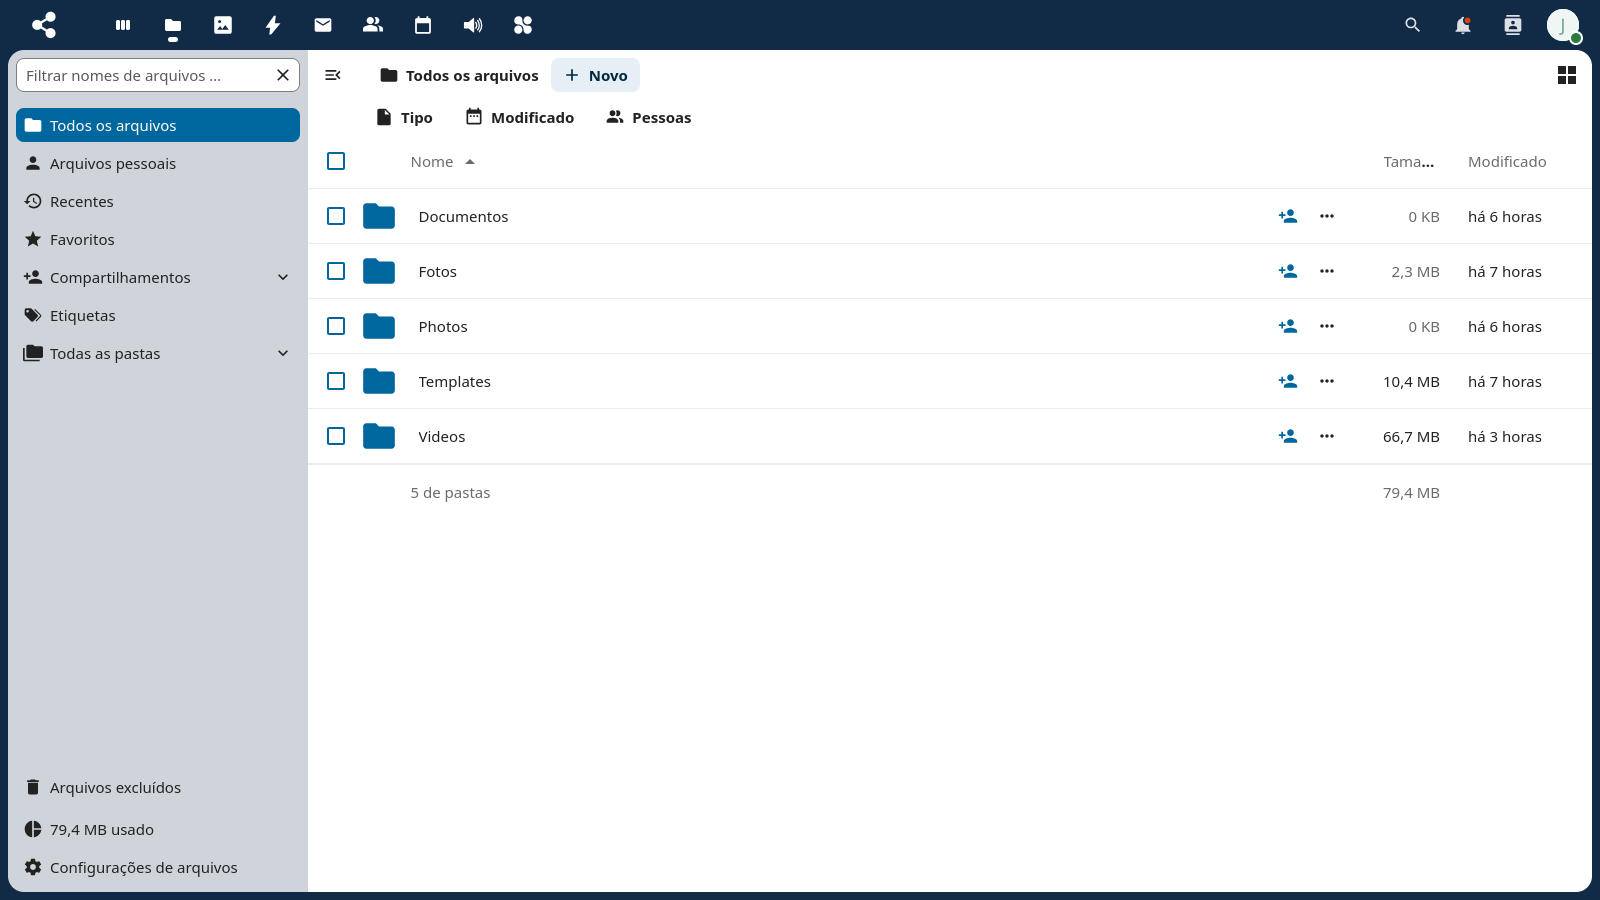 J
Filtrar nomes de arquivos ...
Todos os arquivos
Arquivos pessoais
Recentes
Favoritos
Compartilhamentos
Etiquetas
Todas as pastas
Arquivos excluídos
79,4 MB usado
Configurações de arquivos
Todos os arquivos
Novo
Tipo Modificado Pessoas
Nome Tama... Modificado
Documentos 0 KB há 6 horas
Fotos 2,3 MB há 7 horas
Photos 0 KB há 6 horas
Templates 10,4 MB há 7 horas
Videos 66,7 MB há 3 horas
5 de pastas 79,4 MB